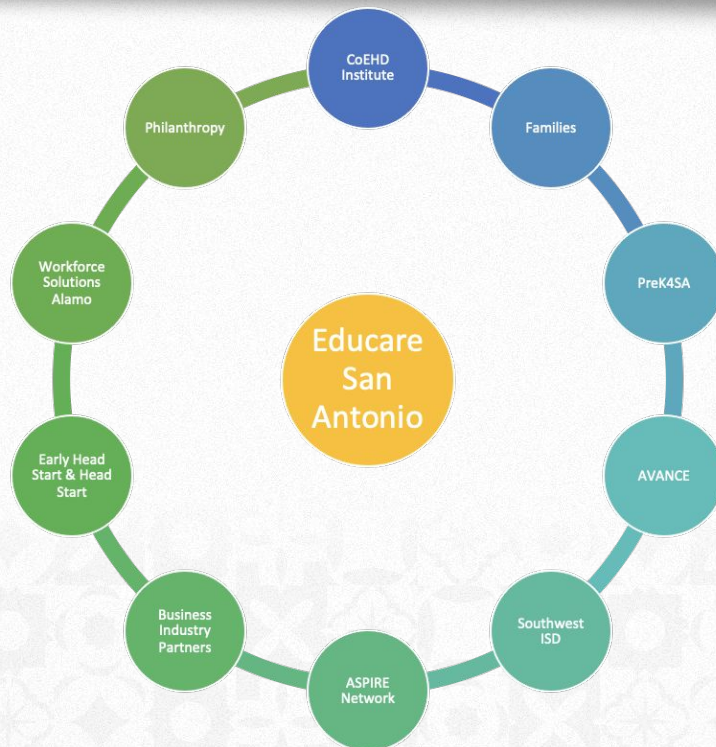 CoEHD
Institute
Families
PreK4SA
AVANCE
Southwest
ISD
ASPIRE
Network
Business
Industry
Partners
Early Head
Start & Head
Start
Workforce
Solutions
Alamo
Philanthropy
Educare
San
Antonio